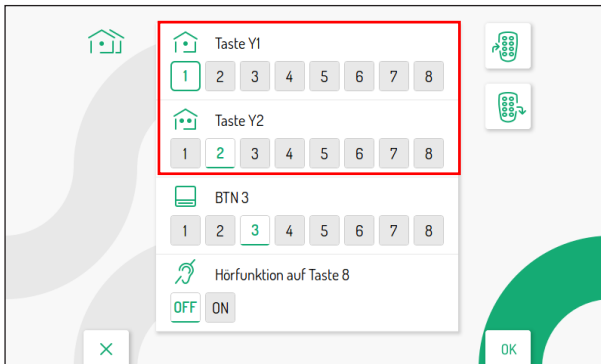 Taste Y1
1 2 3 4 5 6 7 8
Taste Y2
1 2 3 4 5 6 7 8
BTN 3
1 2 3 4 5 6 7 8
Hörfunktion auf Taste 8
OFF ON
OK